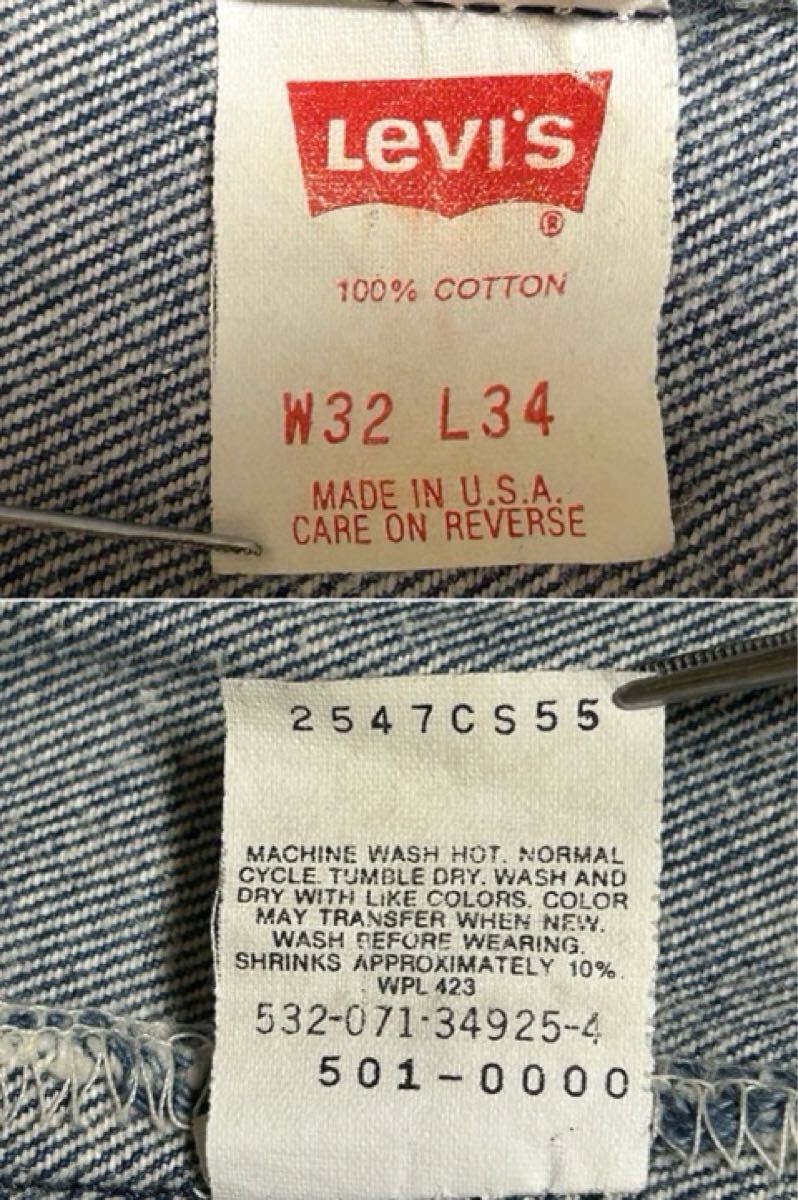 Levi's
®
100% COTTON
W32 L34
MADE IN U.S.A.
CARE ON REVERSE
2547CS55
MACHINE WASH HOT. NORMAL
CYCLE. TUMBLE DRY. WASH AND
DRY WITH LIKE COLORS. COLOR
MAY TRANSFER WHEN NEW.
WASH BEFORE WEARING.
SHRINKS APPROXIMATELY 10%.
WPL 423
532-071-34925-4
501-0000